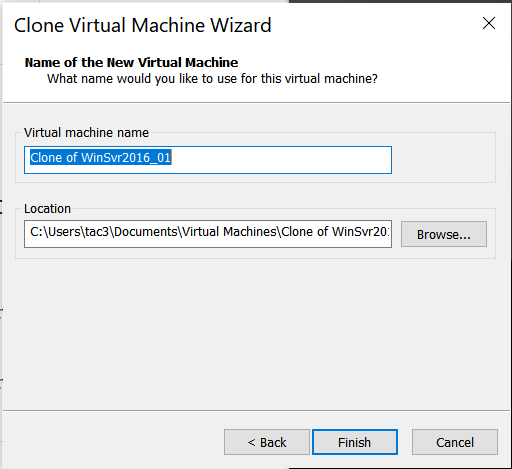 Clone Virtual Machine Wizard
Name of the New Virtual Machine
What name would you like to use for this virtual machine?
Virtual machine name
Clone of WinSvr2016_01
Location
C:\Users\tac3\Documents\Virtual Machines\Clone of WinSvr201
Browse...
< Back
Finish
Cancel